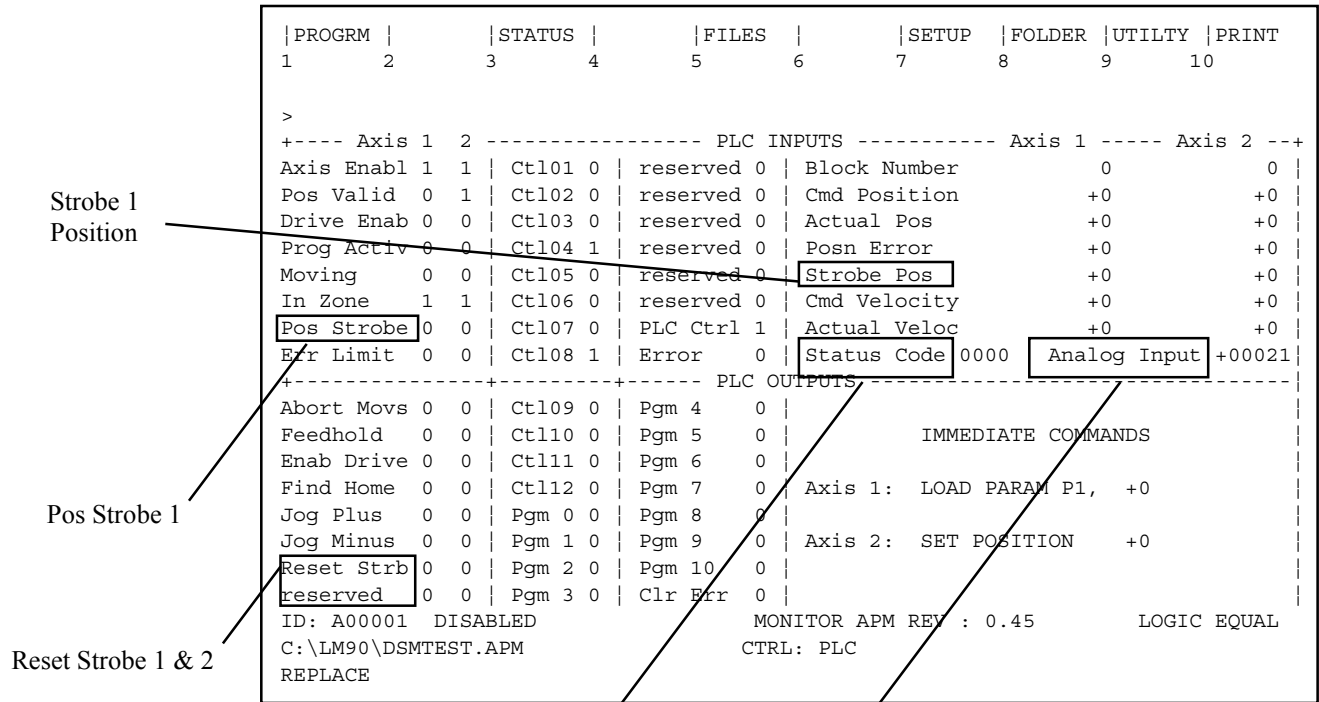 |PROGRM | |STATUS | |FILES | |SETUP |FOLDER |UTILTY |PRINT
1 2 3 4 5 6 7 8 9 10
>
+---- Axis 1 2 ----------------- PLC INPUTS ----------- Axis 1 ----- Axis 2 --+
Axis Enabl 1 1 | Ctl01 0 | reserved 0 | Block Number 0 0 |
Pos Valid 0 1 | Ctl02 0 | reserved 0 | Cmd Position +0 +0 |
Drive Enab 0 0 | Ctl03 0 | reserved 0 | Actual Pos +0 +0 |
Prog Activ 0 0 | Ctl04 1 | reserved 0 | Posn Error +0 +0 |
Moving 0 0 | Ctl05 0 | reserved 0 | Strobe Pos +0 +0 |
In Zone 1 1 | Ctl06 0 | reserved 0 | Cmd Velocity +0 +0 |
Pos Strobe 0 0 | Ctl07 0 | PLC Ctrl 1 | Actual Veloc +0 +0 |
Err Limit 0 0 | Ctl08 1 | Error 0 | Status Code 0000 Analog Input +00021|
+---------------+---------+------ PLC OUTPUTS --------------------------------|
Abort Movs 0 0 | Ctl09 0 | Pgm 4 0 | |
Feedhold 0 0 | Ctl10 0 | Pgm 5 0 | IMMEDIATE COMMANDS |
Enab Drive 0 0 | Ctl11 0 | Pgm 6 0 | |
Find Home 0 0 | Ctl12 0 | Pgm 7 0 | Axis 1: LOAD PARAM P1, +0 |
Jog Plus 0 0 | Pgm 0 0 | Pgm 8 0 | |
Jog Minus 0 0 | Pgm 1 0 | Pgm 9 0 | Axis 2: SET POSITION +0 |
Reset Strb 0 0 | Pgm 2 0 | Pgm 10 0 | |
reserved 0 0 | Pgm 3 0 | Clr Err 0 | |
ID: A00001 DISABLED MONITOR APM REV : 0.45 LOGIC EQUAL
C:\LM90\DSMTEST.APM CTRL: PLC
REPLACE
Strobe 1
Position
Pos Strobe 1
Reset Strobe 1 & 2